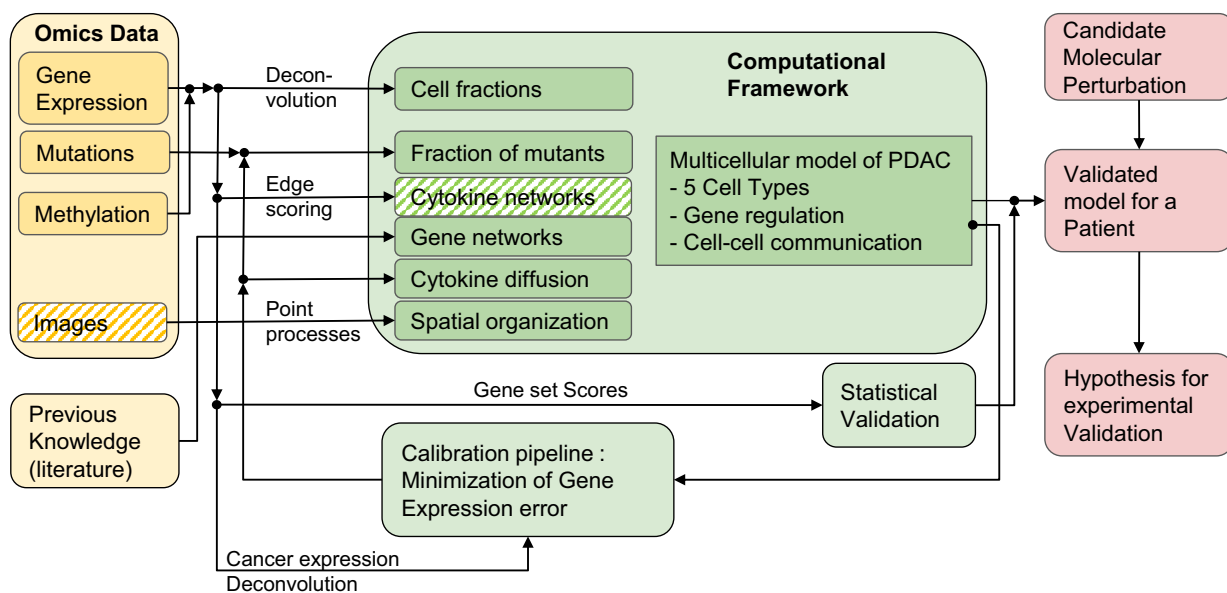 Omics Data
Gene
Expression
Mutations
Methylation
Images
Previous
Knowledge
(literature)
Decon-
volution
Edge
scoring
Point
processes
Computational
Framework
Cell fractions
Fraction of mutants
Cytokine networks
Gene networks
Cytokine diffusion
Spatial organization
Multicellular model of PDAC
- 5 Cell Types
- Gene regulation
- Cell-cell communication
Gene set Scores
Statistical
Validation
Calibration pipeline :
Minimization of Gene
Expression error
Cancer expression
Deconvolution
Candidate
Molecular
Perturbation
Validated
model for a
Patient
Hypothesis for
experimental
Validation